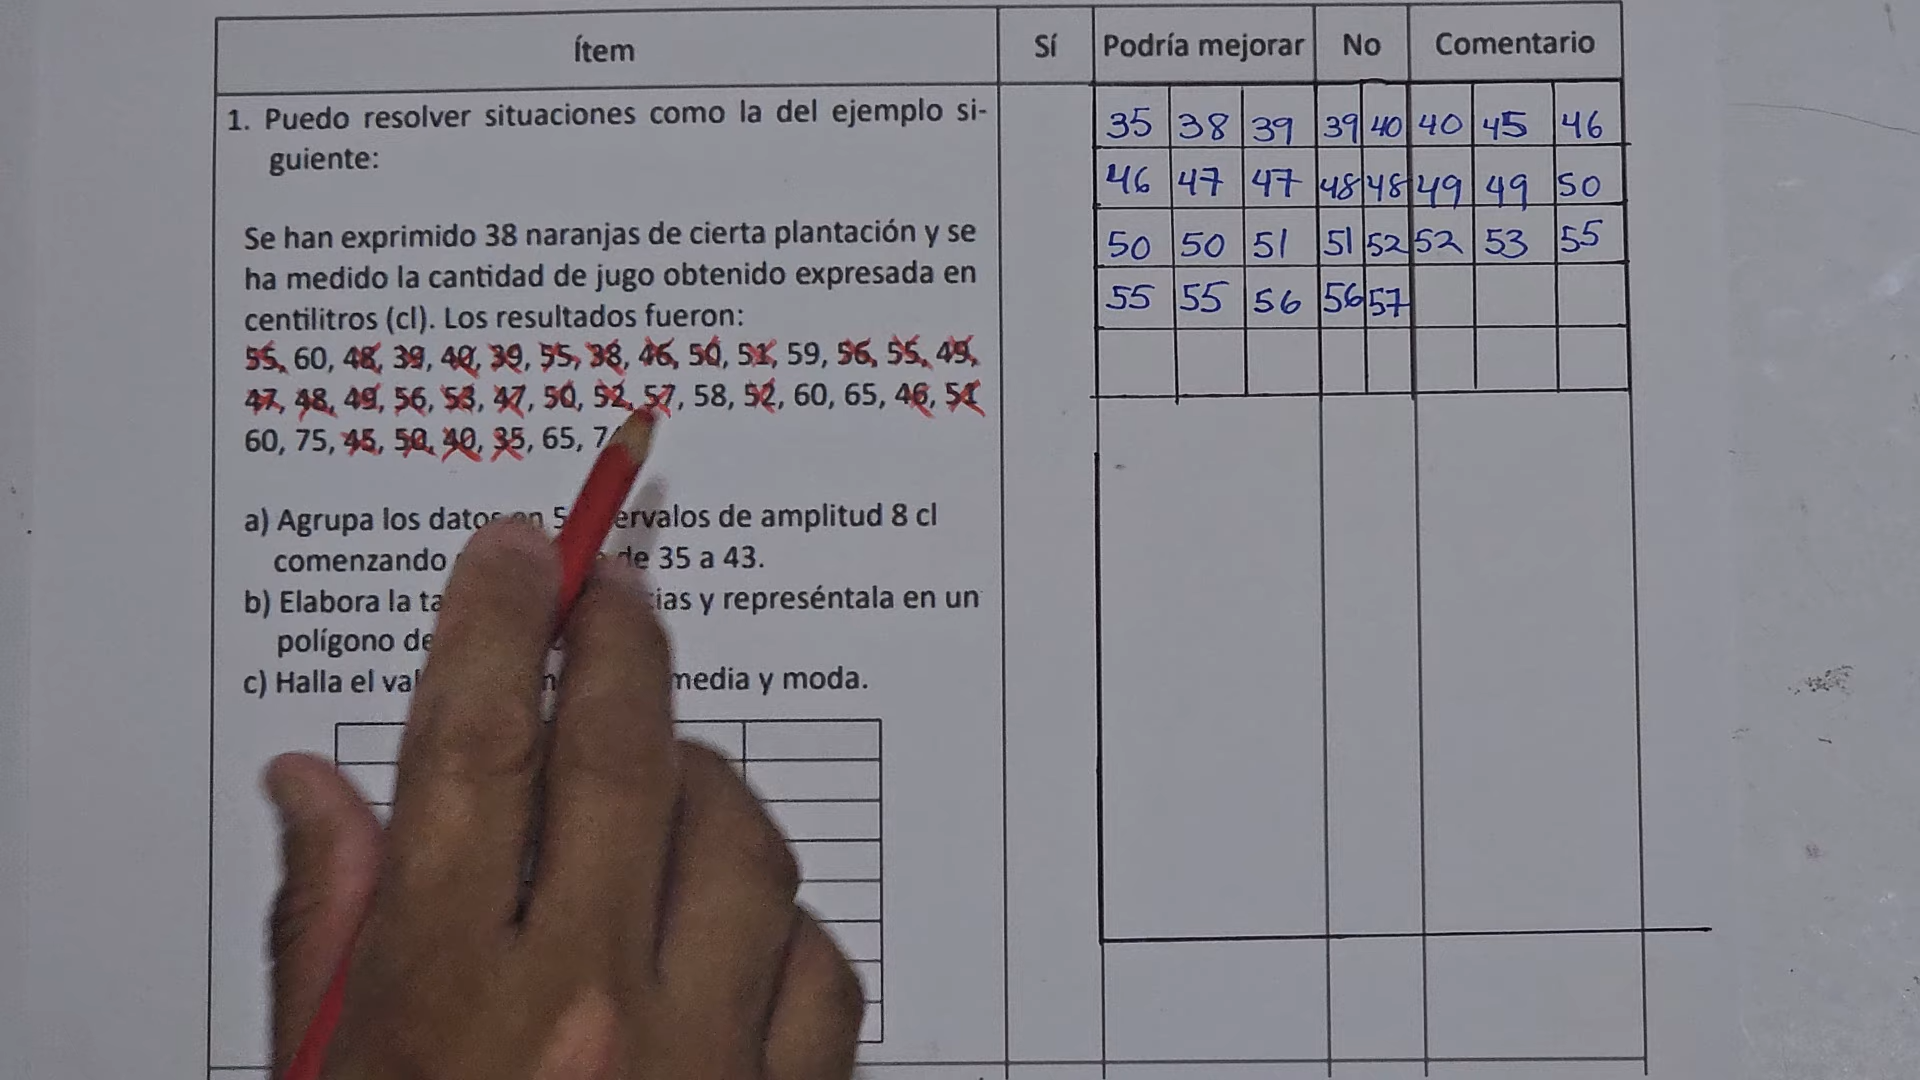 Ítem Sí Podría mejorar No Comentario
1. Puedo resolver situaciones como la del ejemplo si-
guiente:
Se han exprimido 38 naranjas de cierta plantación y se
ha medido la cantidad de jugo obtenido expresada en
centilitros (cl). Los resultados fueron:
55, 60, 48, 39, 40, 39, 55, 38, 46, 50, 51, 59, 56, 55, 49,
47, 48, 49, 56, 53, 47, 50, 52, 57, 58, 52, 60, 65, 46, 51
60, 75, 45, 50, 40, 35, 65, 7
a) Agrupa los datos en 5 ervalos de amplitud 8 cl
comenzando de 35 a 43.
b) Elabora la ta ias y represéntala en un
polígono de
c) Halla el val media y moda.
35 38 39 39 40 40 45 46
46 47 47 48 48 49 49 50
50 50 51 51 52 52 53 55
55 55 56 56 57